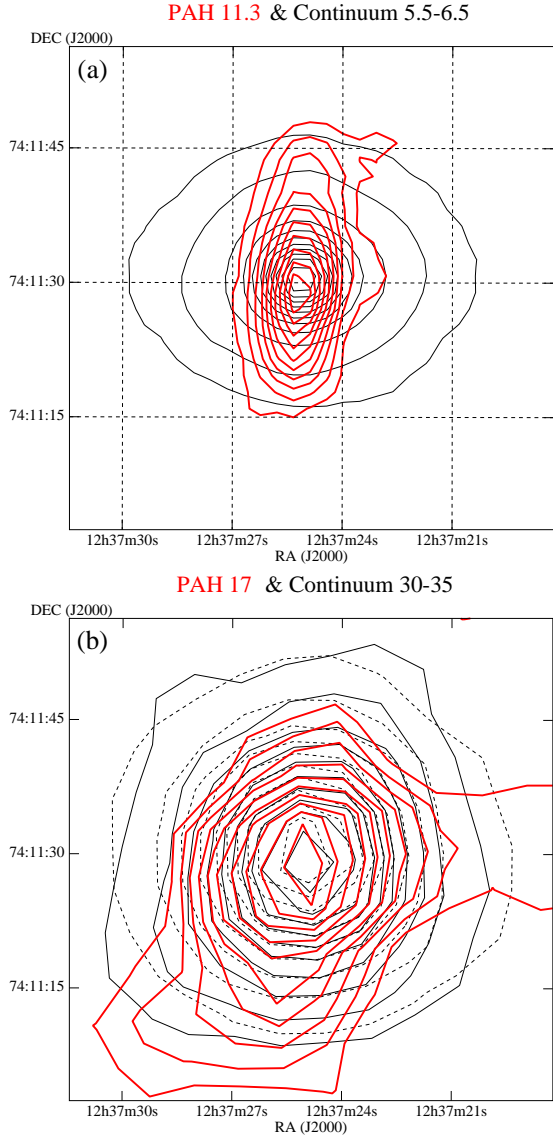 PAH 11.3 & Continuum 5.5-6.5
DEC (J2000)
(a)
74:11:45
74:11:30
74:11:15
12h37m30s 12h37m27s 12h37m24s 12h37m21s
RA (J2000)
PAH 17 & Continuum 30-35
DEC (J2000)
(b)
74:11:45
74:11:30
74:11:15
12h37m30s 12h37m27s 12h37m24s 12h37m21s
RA (J2000)